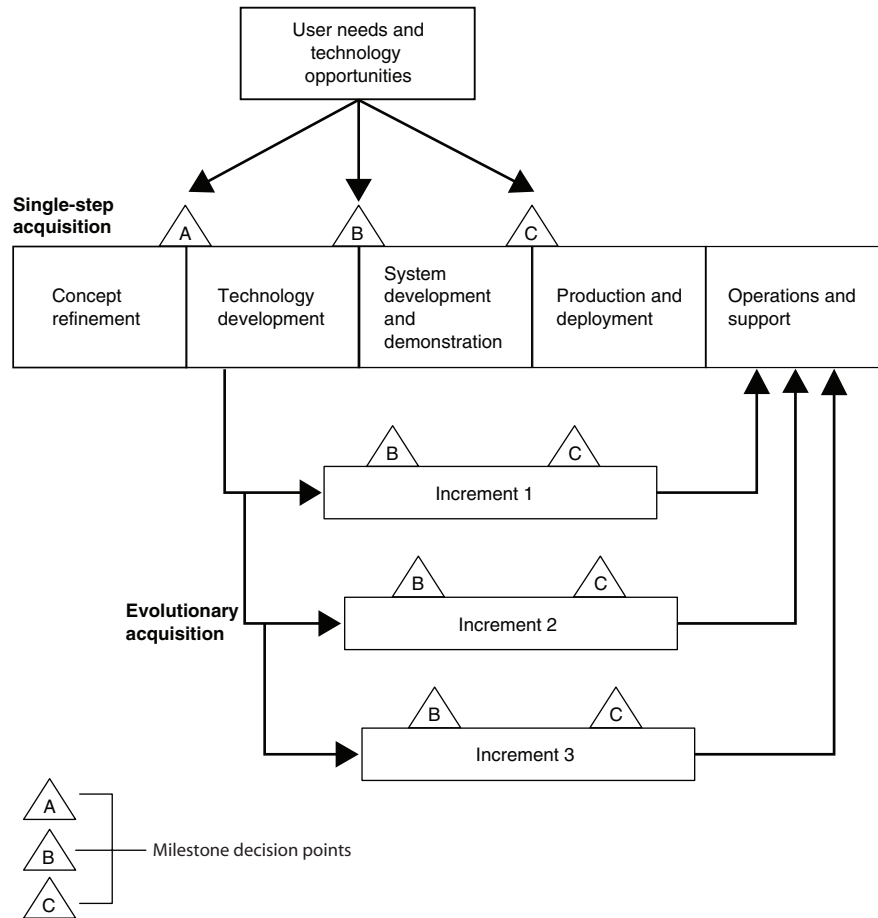 User needs and
technology
opportunities
Single-step
acquisition
A
B
C
Concept
refinement
Technology
development
System
development
and
demonstration
Production and
deployment
Operations and
support
B
C
Increment 1
B
C
Increment 2
Evolutionary
acquisition
B
C
Increment 3
A
B
C
Milestone decision points